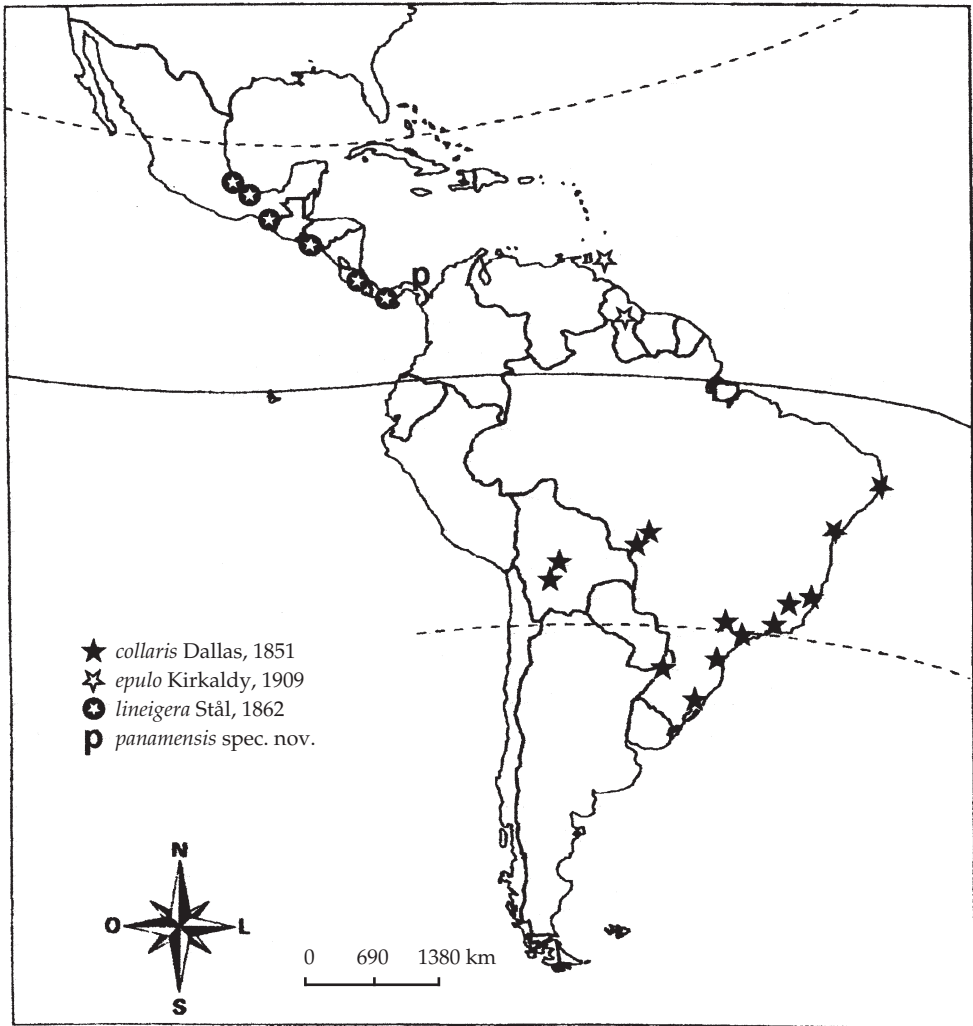 p
collaris Dallas, 1851
epulo Kirkaldy, 1909
lineigera Stål, 1862
p panamensis spec. nov.
N
O L
S
0 690 1380 km